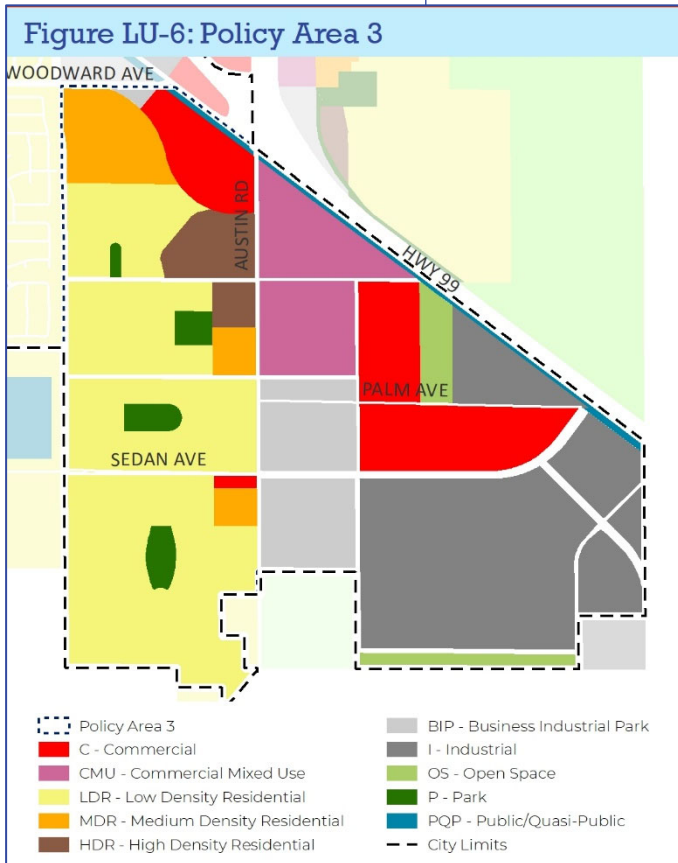 Figure LU-6: Policy Area 3
WOODWARD AVE
AUSTIN RD
HWY 99
PALM AVE
SEDAN AVE
Policy Area 3
C - Commercial
CMU - Commercial Mixed Use
LDR - Low Density Residential
MDR - Medium Density Residential
HDR - High Density Residential
BIP - Business Industrial Park
I - Industrial
OS - Open Space
P - Park
PQP - Public/Quasi-Public
City Limits